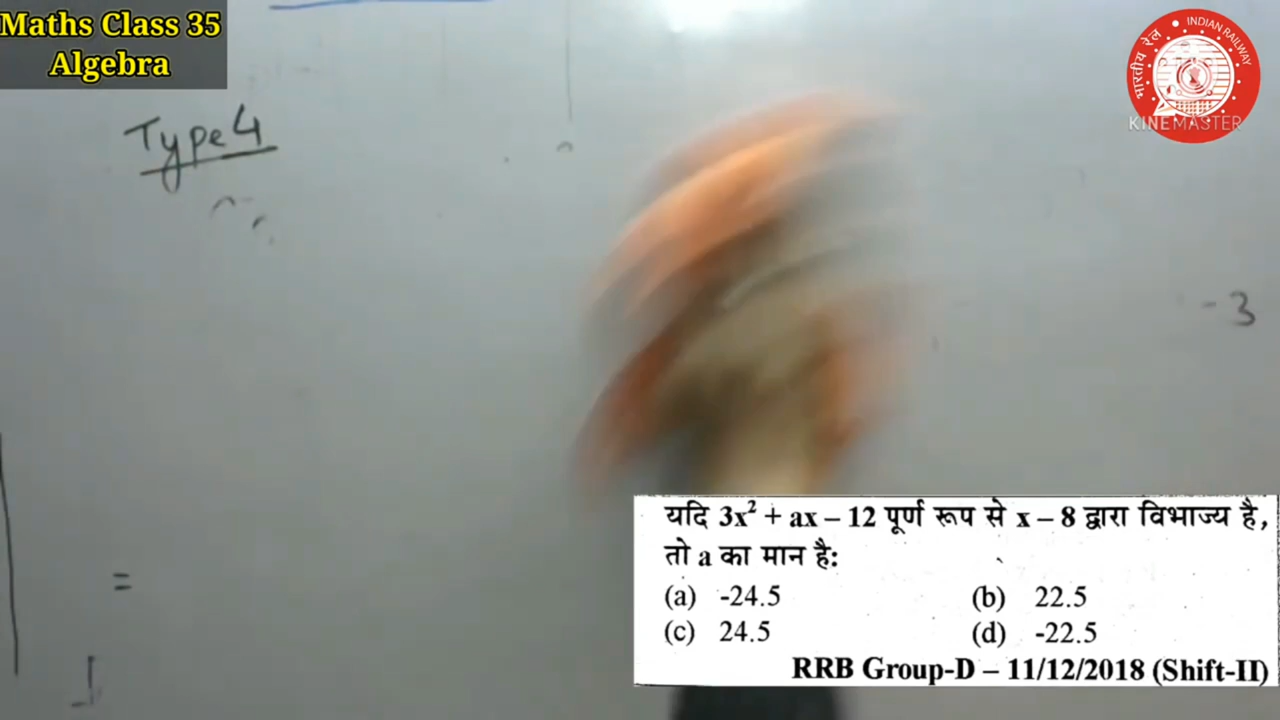 Maths Class 35
Algebra
भारतीय रेल
INDIAN RAILWAY
KINEMASTER
Type 4
-3
=
यदि 3x² + ax – 12 पूर्ण रूप से x – 8 द्वारा विभाज्य है,
तो a का मान है:
(a) -24.5 (b) 22.5
(c) 24.5 (d) -22.5
RRB Group-D – 11/12/2018 (Shift-II)